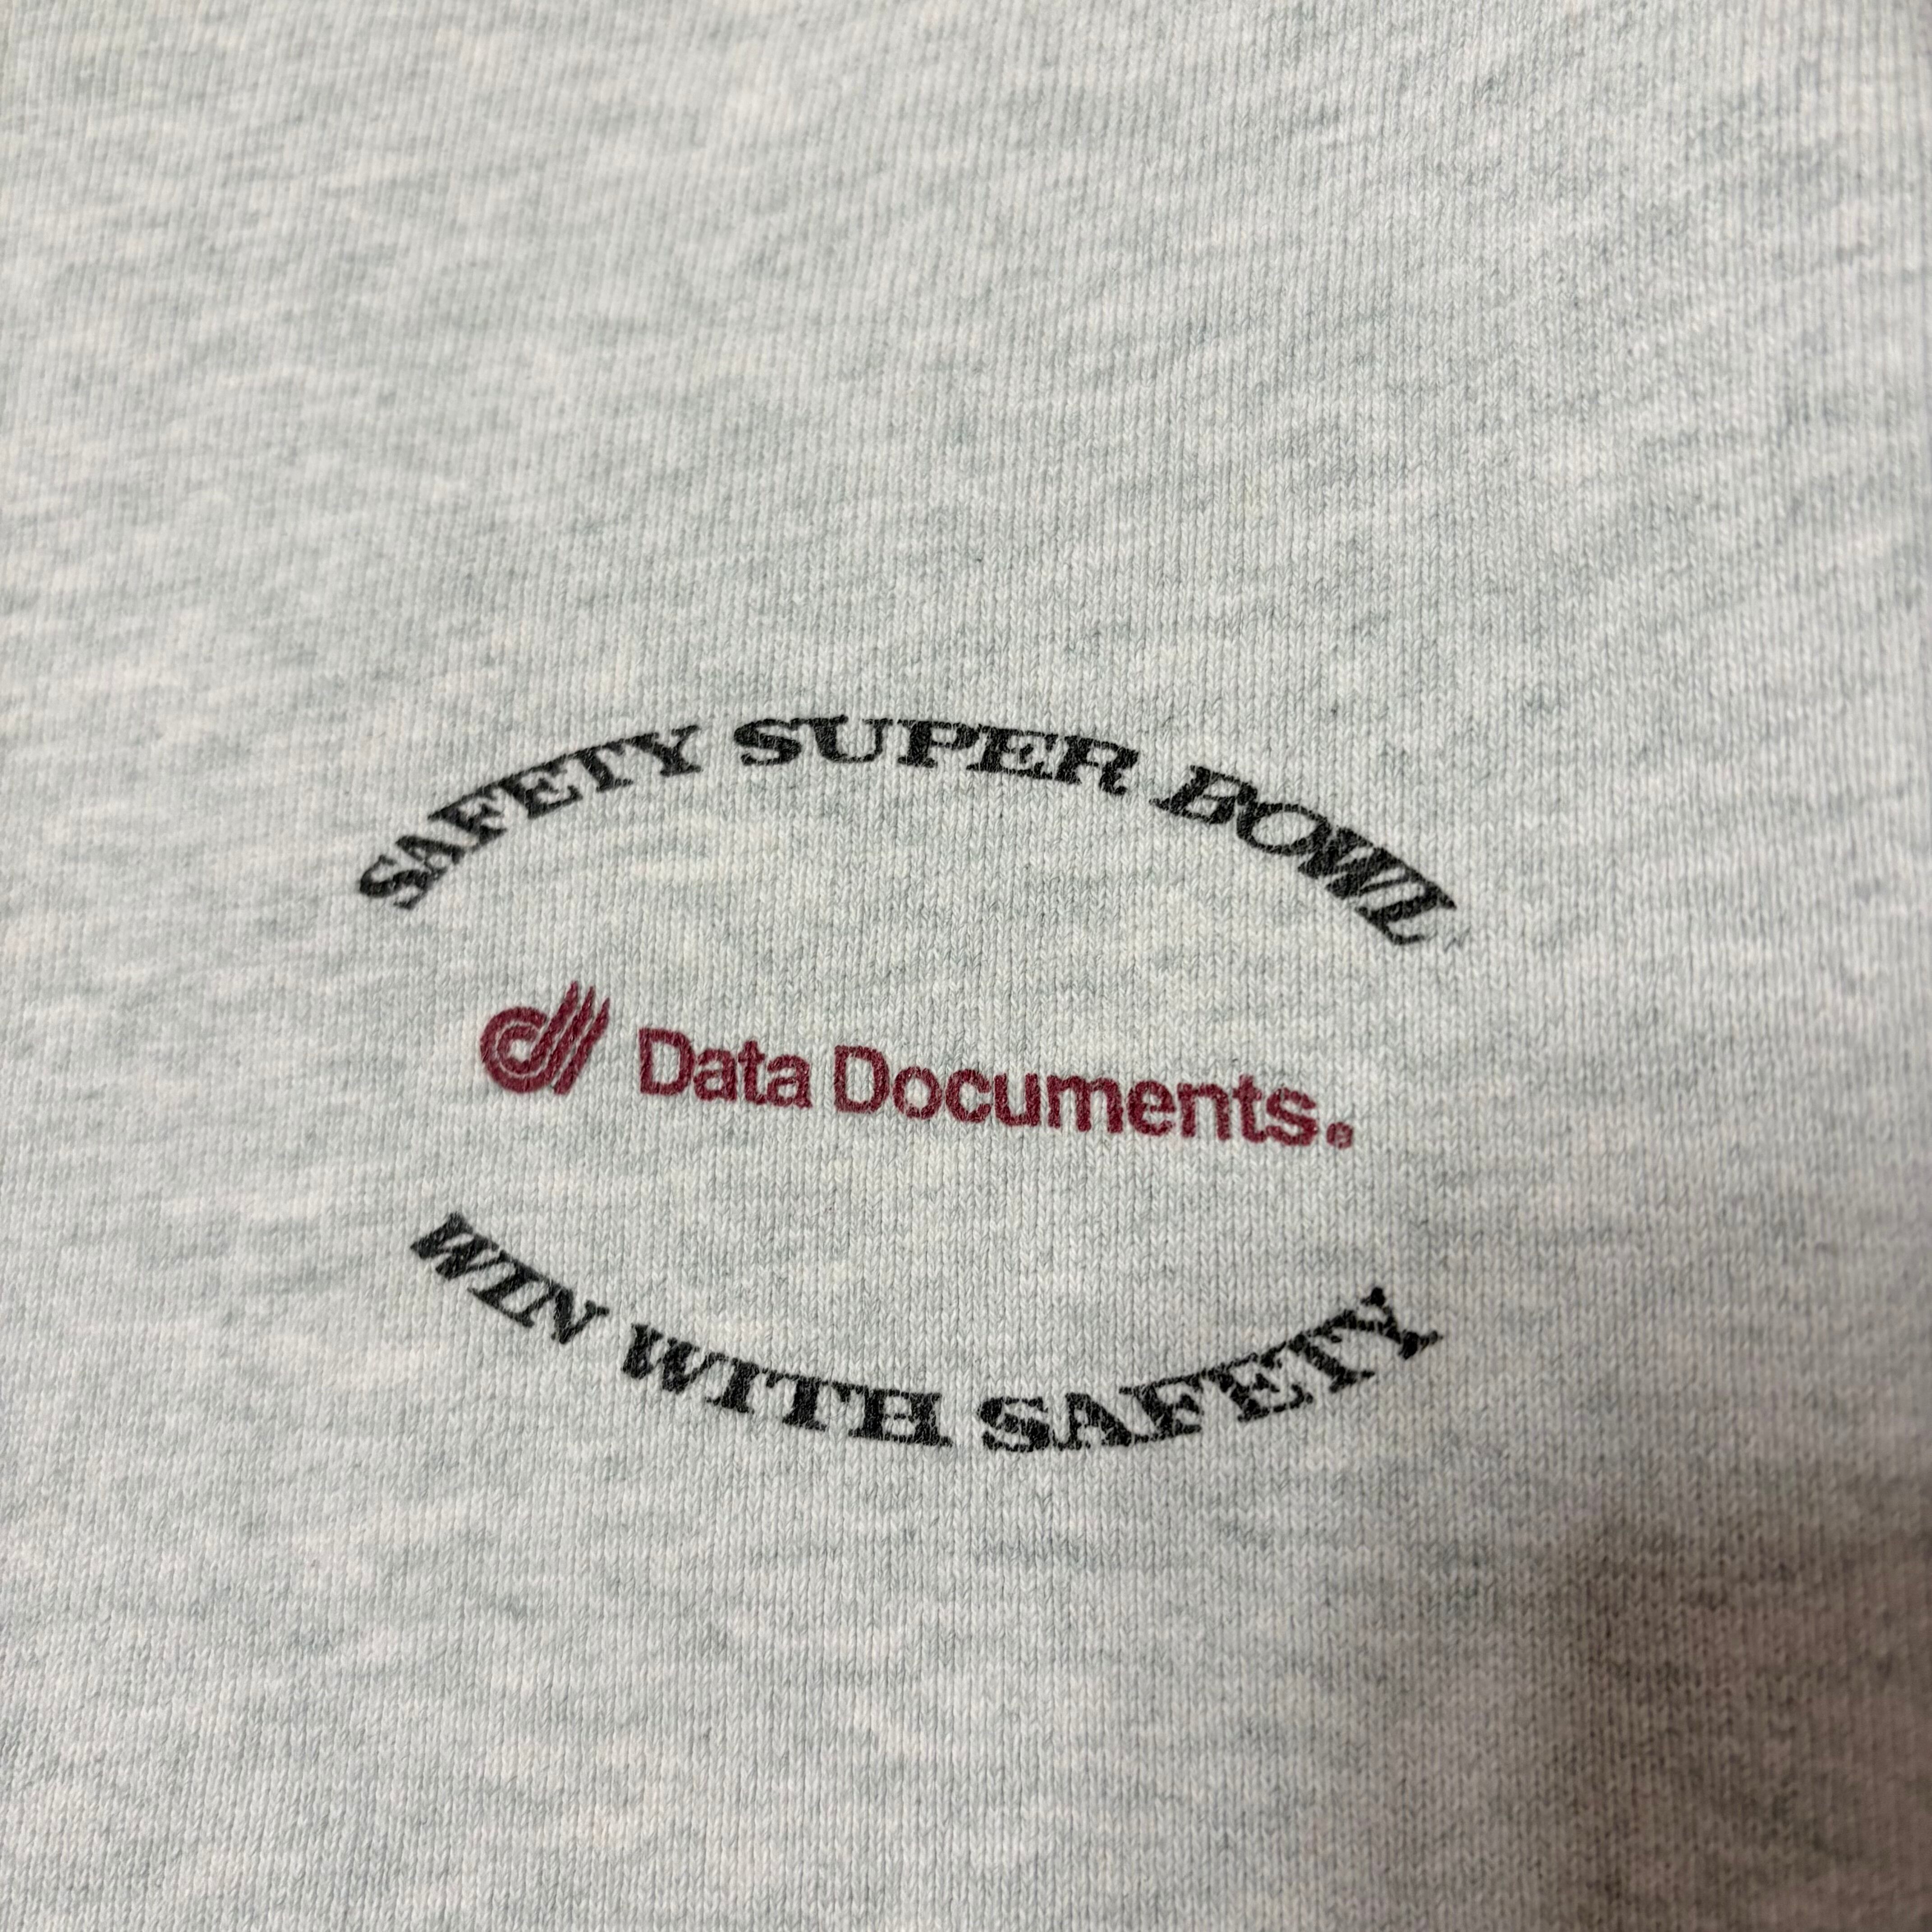 SAFETY SUPER BOWL
Data Documents.®
WIN WITH SAFETY